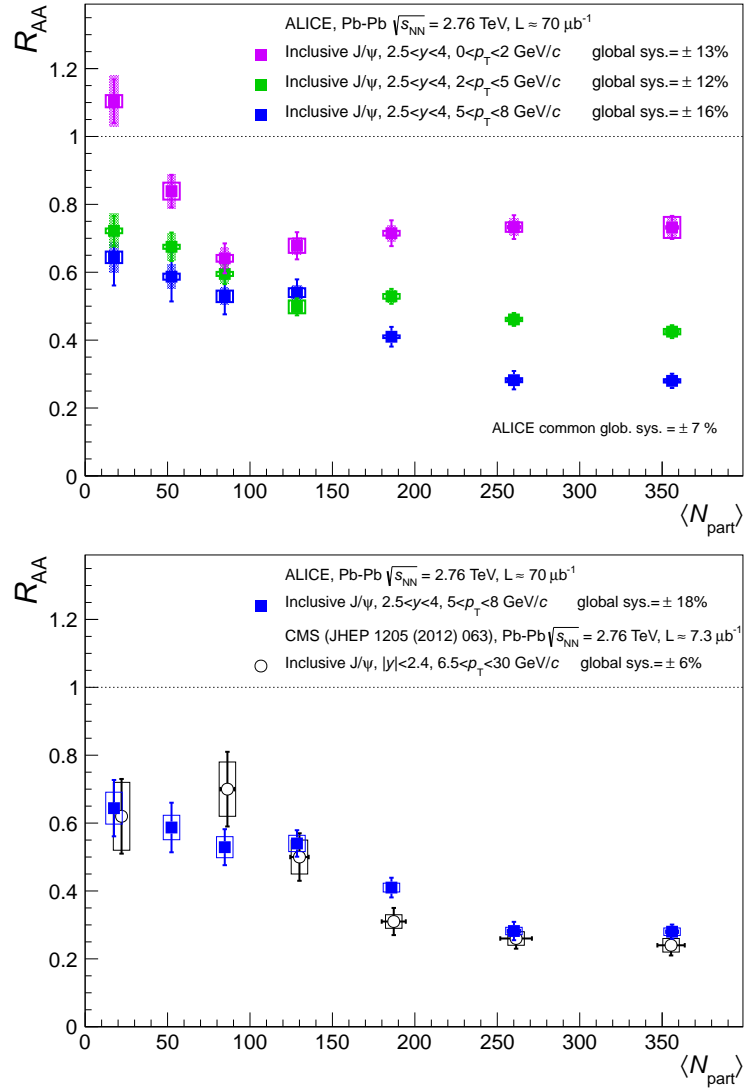 R_AA
ALICE, Pb-Pb √s_NN = 2.76 TeV, L ≈ 70 μb⁻¹
Inclusive J/ψ, 2.5<y<4, 0<p_T<2 GeV/c global sys.= ± 13%
Inclusive J/ψ, 2.5<y<4, 2<p_T<5 GeV/c global sys.= ± 12%
Inclusive J/ψ, 2.5<y<4, 5<p_T<8 GeV/c global sys.= ± 16%
1.2
1
0.8
0.6
0.4
0.2
0
ALICE common glob. sys. = ± 7 %
0 50 100 150 200 250 300 350
⟨N_part⟩
R_AA
ALICE, Pb-Pb √s_NN = 2.76 TeV, L ≈ 70 μb⁻¹
Inclusive J/ψ, 2.5<y<4, 5<p_T<8 GeV/c global sys.= ± 18%
CMS (JHEP 1205 (2012) 063), Pb-Pb √s_NN = 2.76 TeV, L ≈ 7.3 μb⁻¹
Inclusive J/ψ, |y|<2.4, 6.5<p_T<30 GeV/c global sys.= ± 6%
1.2
1
0.8
0.6
0.4
0.2
0
0 50 100 150 200 250 300 350
⟨N_part⟩